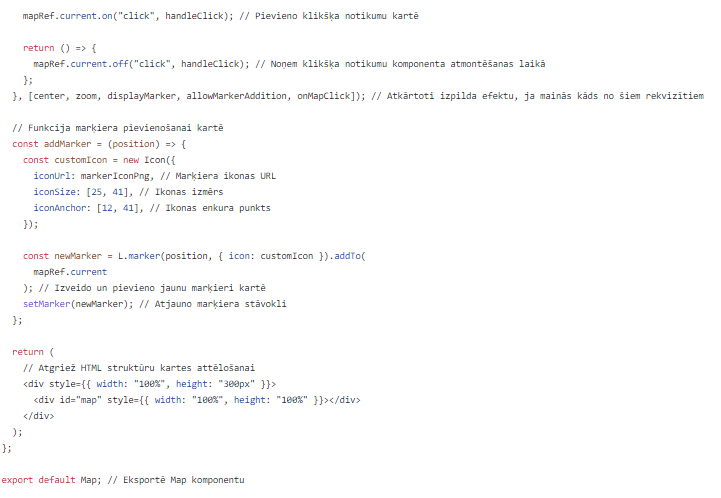 mapRef.current.on("click", handleClick); // Pievieno klikšķa notikumu kartē
return () => {
mapRef.current.off("click", handleClick); // Noņem klikšķa notikumu komponenta atmontēšanas laikā
};
}, [center, zoom, displayMarker, allowMarkerAddition, onMapClick]); // Atkārtoti izpilda efektu, ja mainās kāds no šiem rekvizītiem
// Funkcija marķiera pievienošanai kartē
const addMarker = (position) => {
const customIcon = new Icon({
iconUrl: markerIconPng, // Marķiera ikonas URL
iconSize: [25, 41], // Ikonas izmērs
iconAnchor: [12, 41], // Ikonas enkura punkts
});
const newMarker = L.marker(position, { icon: customIcon }).addTo(
mapRef.current
); // Izveido un pievieno jaunu marķieri kartē
setMarker(newMarker); // Atjauno marķiera stāvokli
};
return (
// Atgriež HTML struktūru kartes attēlošanai
<div style={{ width: "100%", height: "300px" }}>
<div id="map" style={{ width: "100%", height: "100%" }}></div>
</div>
);
};
export default Map; // Eksportē Map komponentu